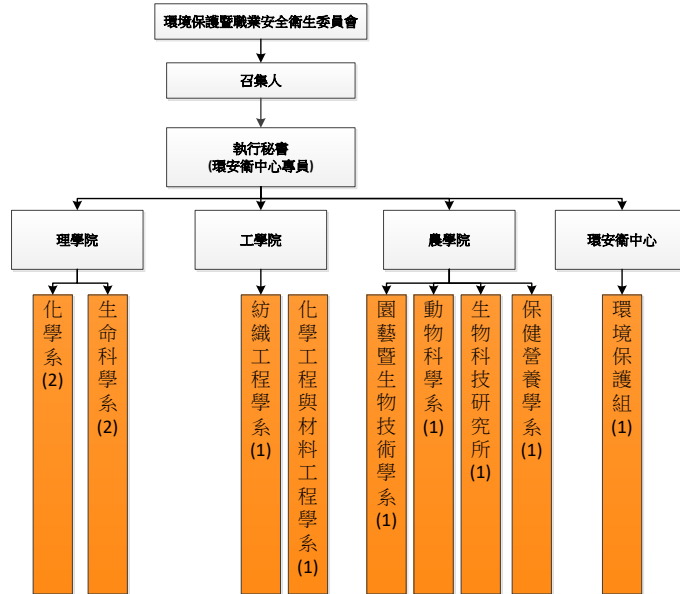 環境保護暨職業安全衛生委員會
召集人
執行秘書
(環安衛中心專員)
理學院
工學院
農學院
環安衛中心
化學系(2)
生命科學系(2)
紡織工程學系(1)
化學工程與材料工程學系(1)
園藝暨生物技術學系(1)
動物科學系(1)
生物科技研究所(1)
保健營養學系(1)
環境保護組(1)